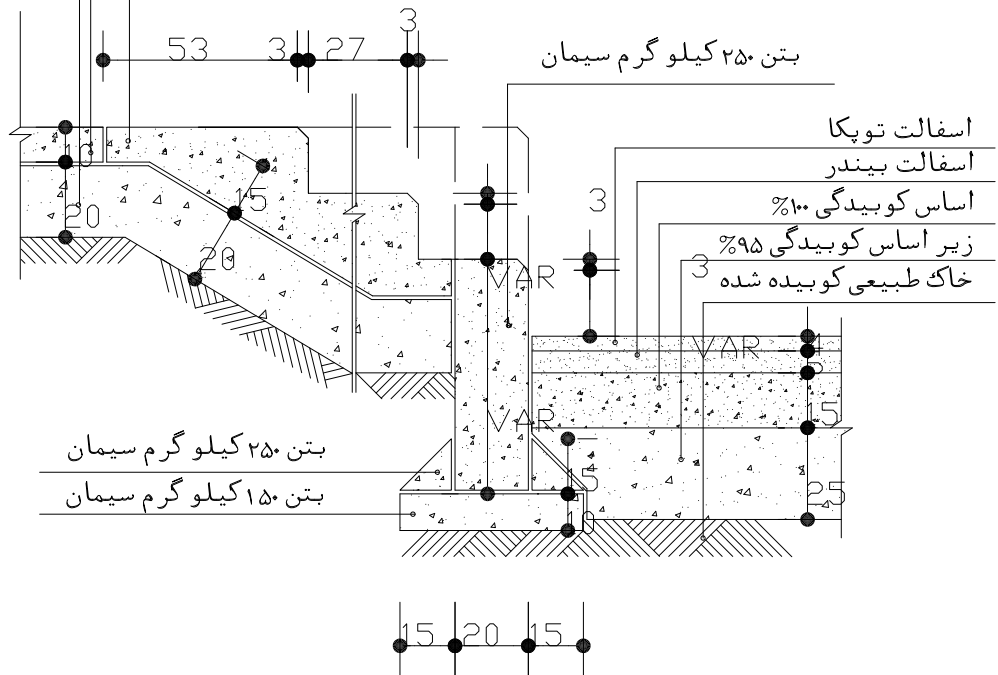 3
53
3
27
بتن ۲۵۰ کیلو گرم سیمان
اسفالت توپکا
اسفالت بیندر
اساس کوبیدگی ۱۰۰%
زیر اساس کوبیدگی ۹۵%
خاک طبیعی کوبیده شده
10
15
20
20
3
3
VAR
VAR
VAR
15
25
15
10
بتن ۲۵۰ کیلو گرم سیمان
بتن ۱۵۰ کیلو گرم سیمان
15
20
15